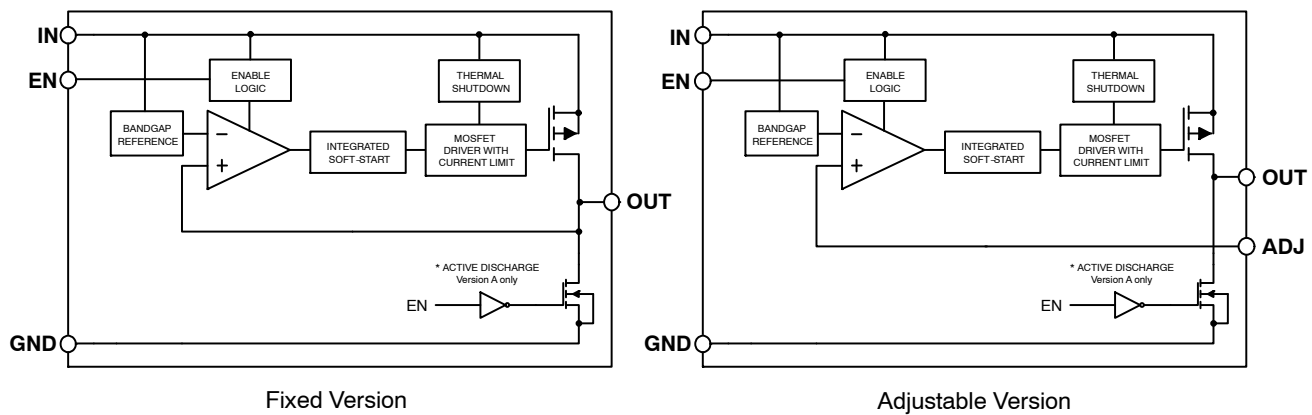 IN
EN
ENABLE
LOGIC
THERMAL
SHUTDOWN
BANDGAP
REFERENCE
−
+
INTEGRATED
SOFT-START
MOSFET
DRIVER WITH
CURRENT LIMIT
OUT
* ACTIVE DISCHARGE
Version A only
EN
GND
Fixed Version
IN
EN
ENABLE
LOGIC
THERMAL
SHUTDOWN
BANDGAP
REFERENCE
−
+
INTEGRATED
SOFT-START
MOSFET
DRIVER WITH
CURRENT LIMIT
OUT
ADJ
* ACTIVE DISCHARGE
Version A only
EN
GND
Adjustable Version